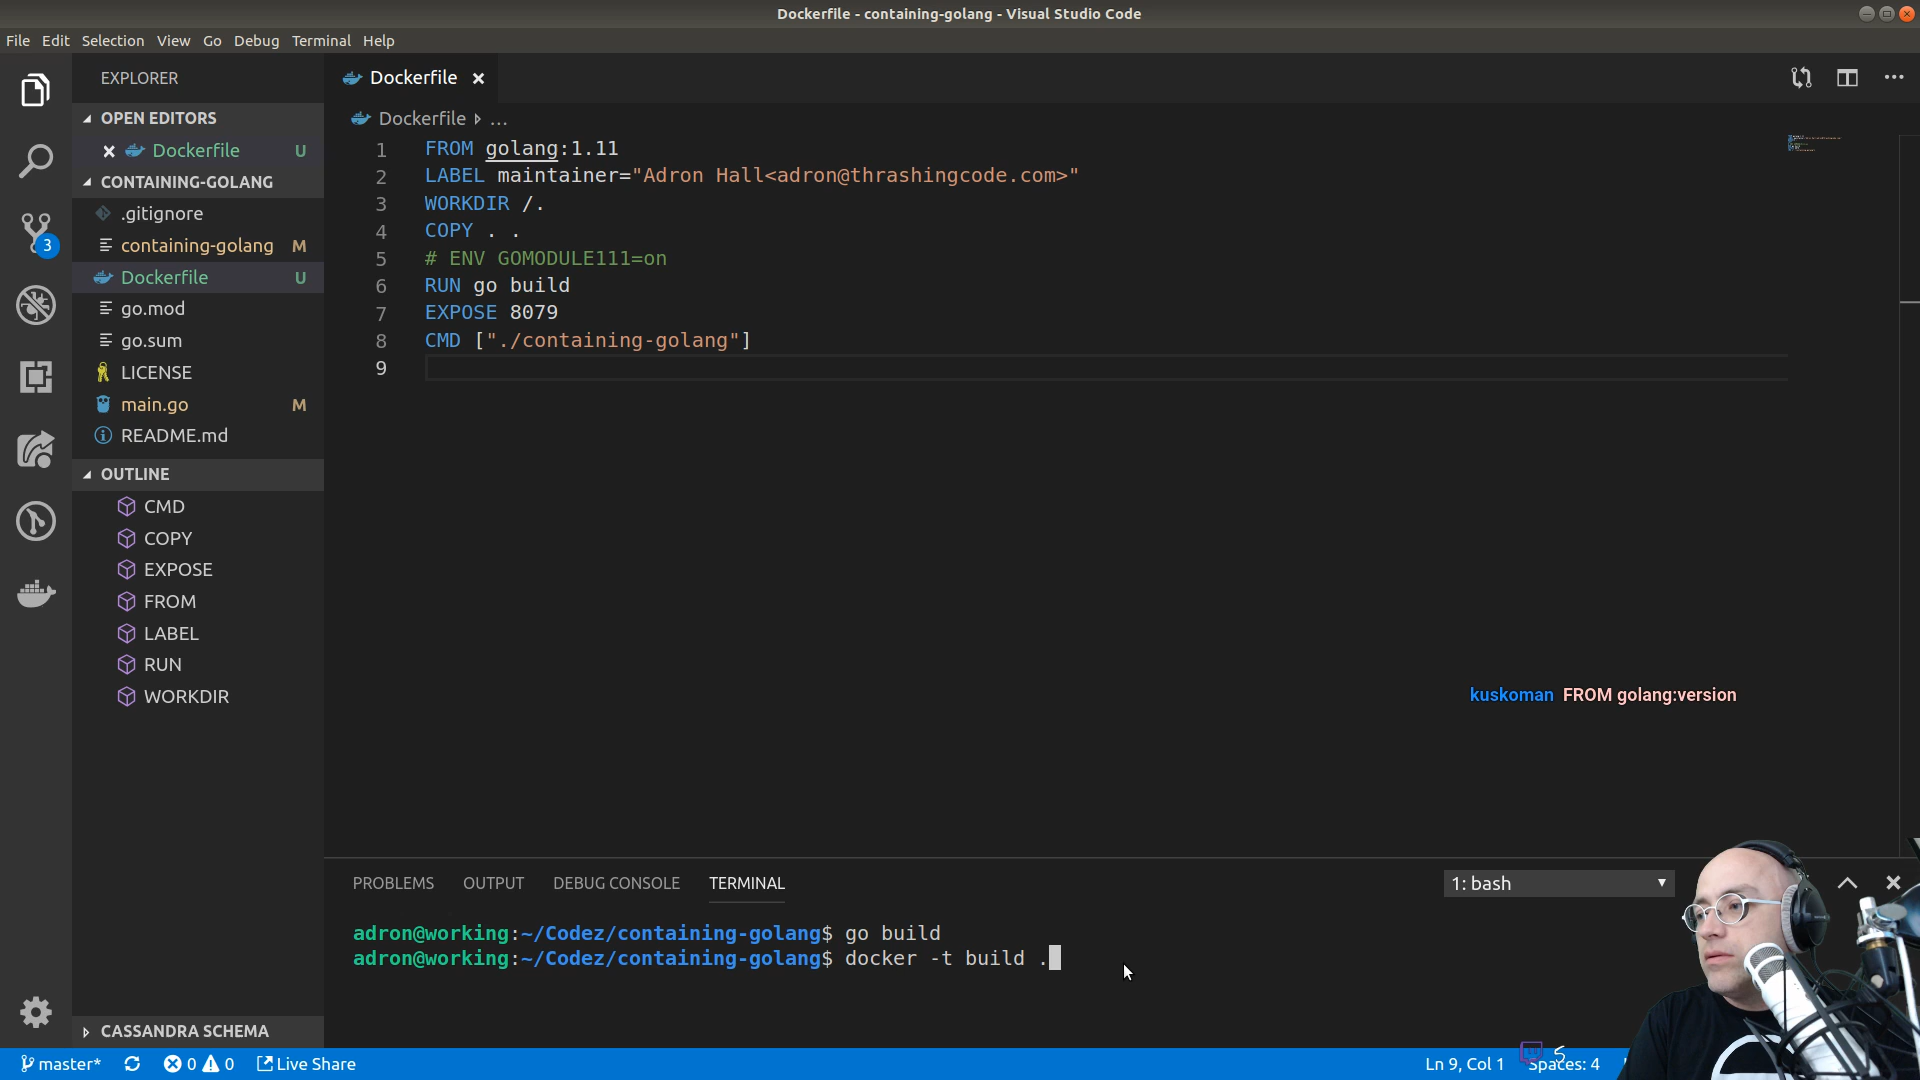 Dockerfile - containing-golang - Visual Studio Code
File Edit Selection View Go Debug Terminal Help
EXPLORER
OPEN EDITORS
Dockerfile U
CONTAINING-GOLANG
.gitignore
containing-golang M
Dockerfile U
go.mod
go.sum
LICENSE
main.go M
README.md
OUTLINE
CMD
COPY
EXPOSE
FROM
LABEL
RUN
WORKDIR
CASSANDRA SCHEMA
3
Dockerfile
Dockerfile ...
1 FROM golang:1.11
2 LABEL maintainer="Adron Hall<adron@thrashingcode.com>"
3 WORKDIR /.
4 COPY . .
5 # ENV GOMODULE111=on
6 RUN go build
7 EXPOSE 8079
8 CMD ["./containing-golang"]
9
kuskoman FROM golang:version
PROBLEMS OUTPUT DEBUG CONSOLE TERMINAL
1: bash
adron@working:~/Codez/containing-golang$ go build
adron@working:~/Codez/containing-golang$ docker -t build .
master* 0 0 Live Share
Ln 9, Col 1 Spaces: 4